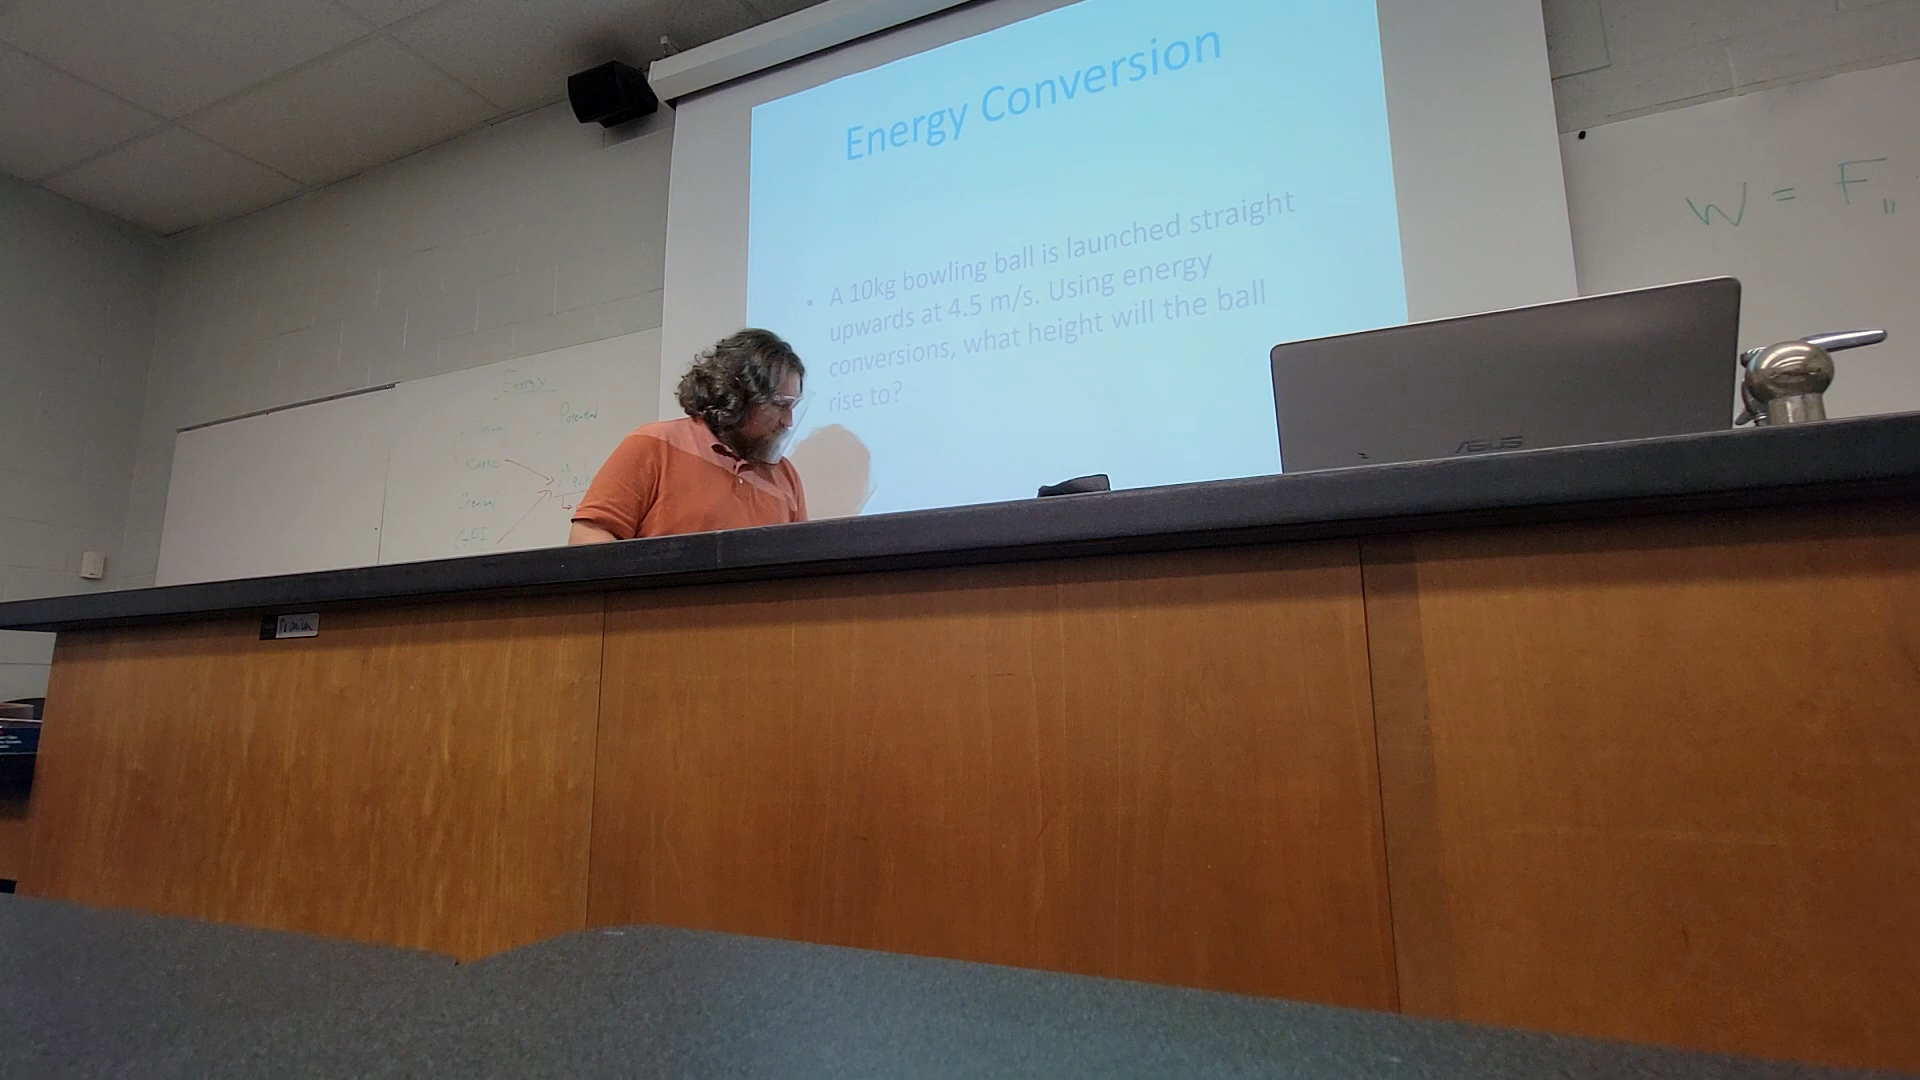 Energy Conversion
• A 10kg bowling ball is launched straight
upwards at 4.5 m/s. Using energy
conversions, what height will the ball
rise to?
W = F
Energy
Potential
GPE
ASUS